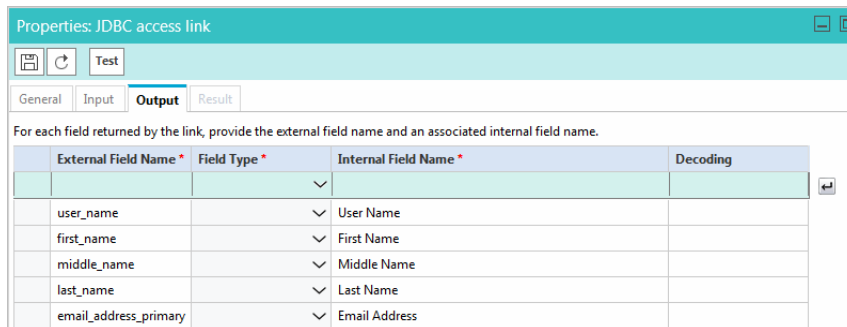 Properties: JDBC access link
Test
General Input Output Result
For each field returned by the link, provide the external field name and an associated internal field name.
External Field Name * Field Type * Internal Field Name * Decoding
user_name User Name
first_name First Name
middle_name Middle Name
last_name Last Name
email_address_primary Email Address